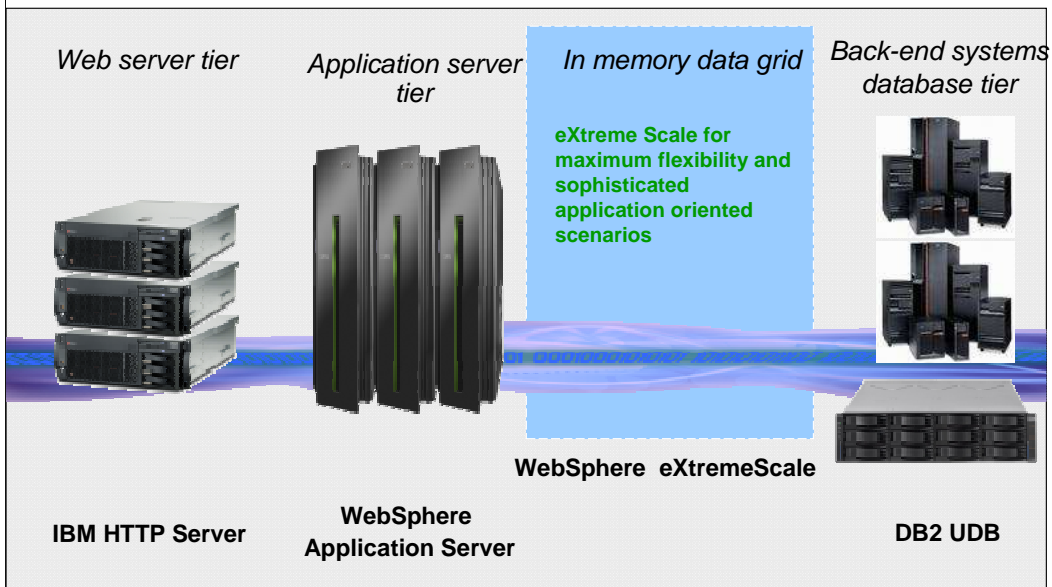 Web server tier
Application server
tier
In memory data grid
Back-end systems
database tier
eXtreme Scale for
maximum flexibility and
sophisticated
application oriented
scenarios
WebSphere eXtremeScale
IBM HTTP Server
WebSphere
Application Server
DB2 UDB